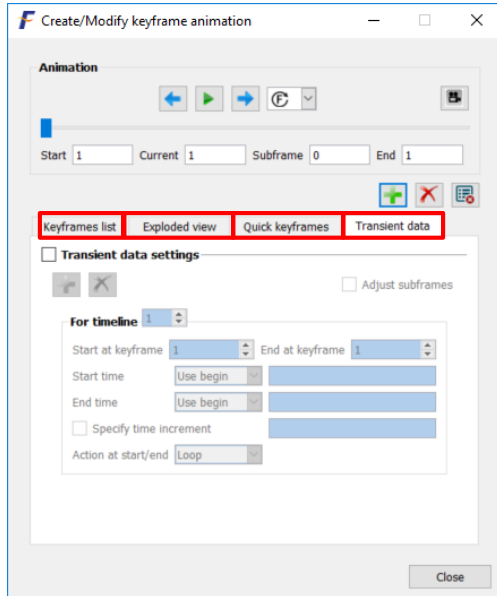 Create/Modify keyframe animation
Animation
F
Start 1 Current 1 Subframe 0 End 1
Keyframes list Exploded view Quick keyframes Transient data
Transient data settings
Adjust subframes
For timeline 1
Start at keyframe 1 End at keyframe 1
Start time Use begin
End time Use begin
Specify time increment
Action at start/end Loop
Close